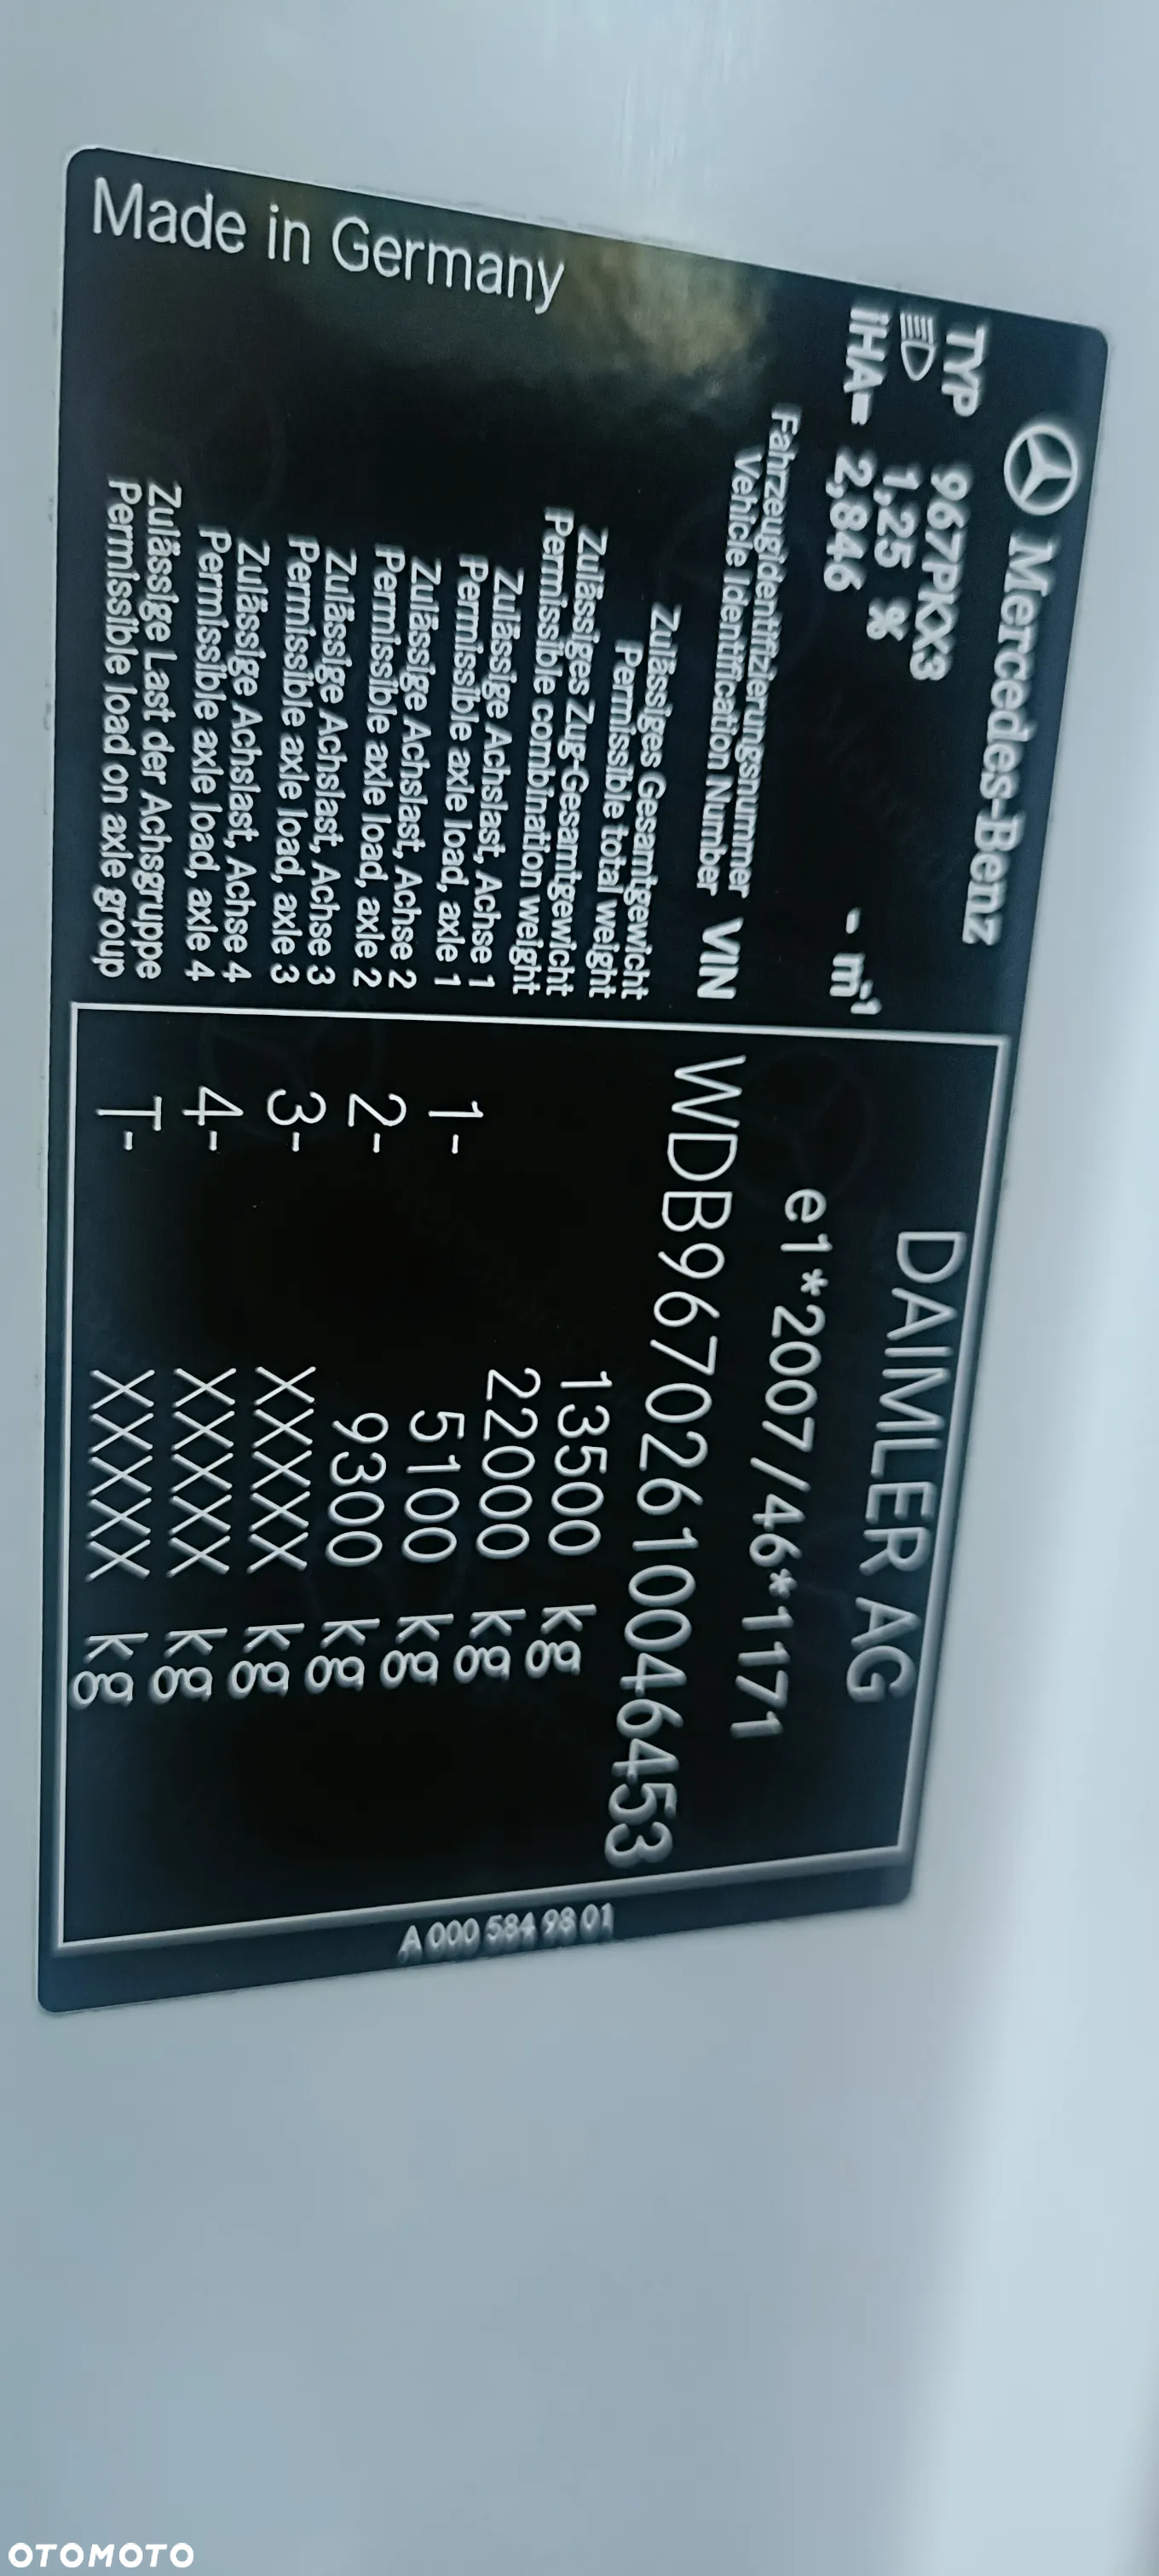 Mercedes-Benz
TYP 967PKX3
1,25 %
IHA= 2,846
- m-1
DAIMLER AG
e1*2007/46*1171
Fahrzeugidentifizierungsnummer
Vehicle Identification Number VIN WDB96702610046453
Zulässiges Gesamtgewicht
Permissible total weight 13500 kg
Zulässiges Zug-Gesamtgewicht
Permissible combination weight 22000 kg
Zulässige Achslast, Achse 1
Permissible axle load, axle 1 1- 5100 kg
Zulässige Achslast, Achse 2
Permissible axle load, axle 2 2- 9300 kg
Zulässige Achslast, Achse 3
Permissible axle load, axle 3 3- XXXXX kg
Zulässige Achslast, Achse 4
Permissible axle load, axle 4 4- XXXXX kg
Zulässige Last der Achsgruppe
Permissible load on axle group T- XXXXX kg
Made in Germany
A 000 584 98 01
OTOMOTO